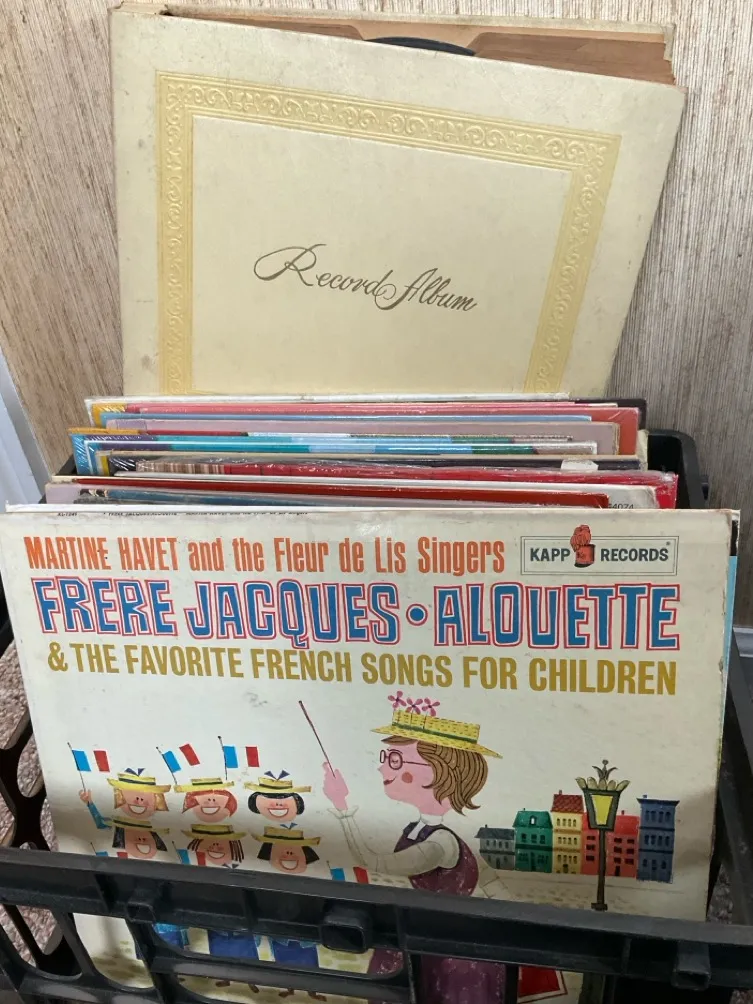 Record Album
4074
MARTINE HAVET and the Fleur de Lis Singers
KAPP RECORDS®
FRERE JACQUES • ALOUETTE
& THE FAVORITE FRENCH SONGS FOR CHILDREN